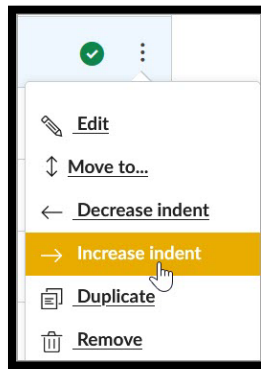 Edit
Move to...
Decrease indent
Increase indent
Duplicate
Remove